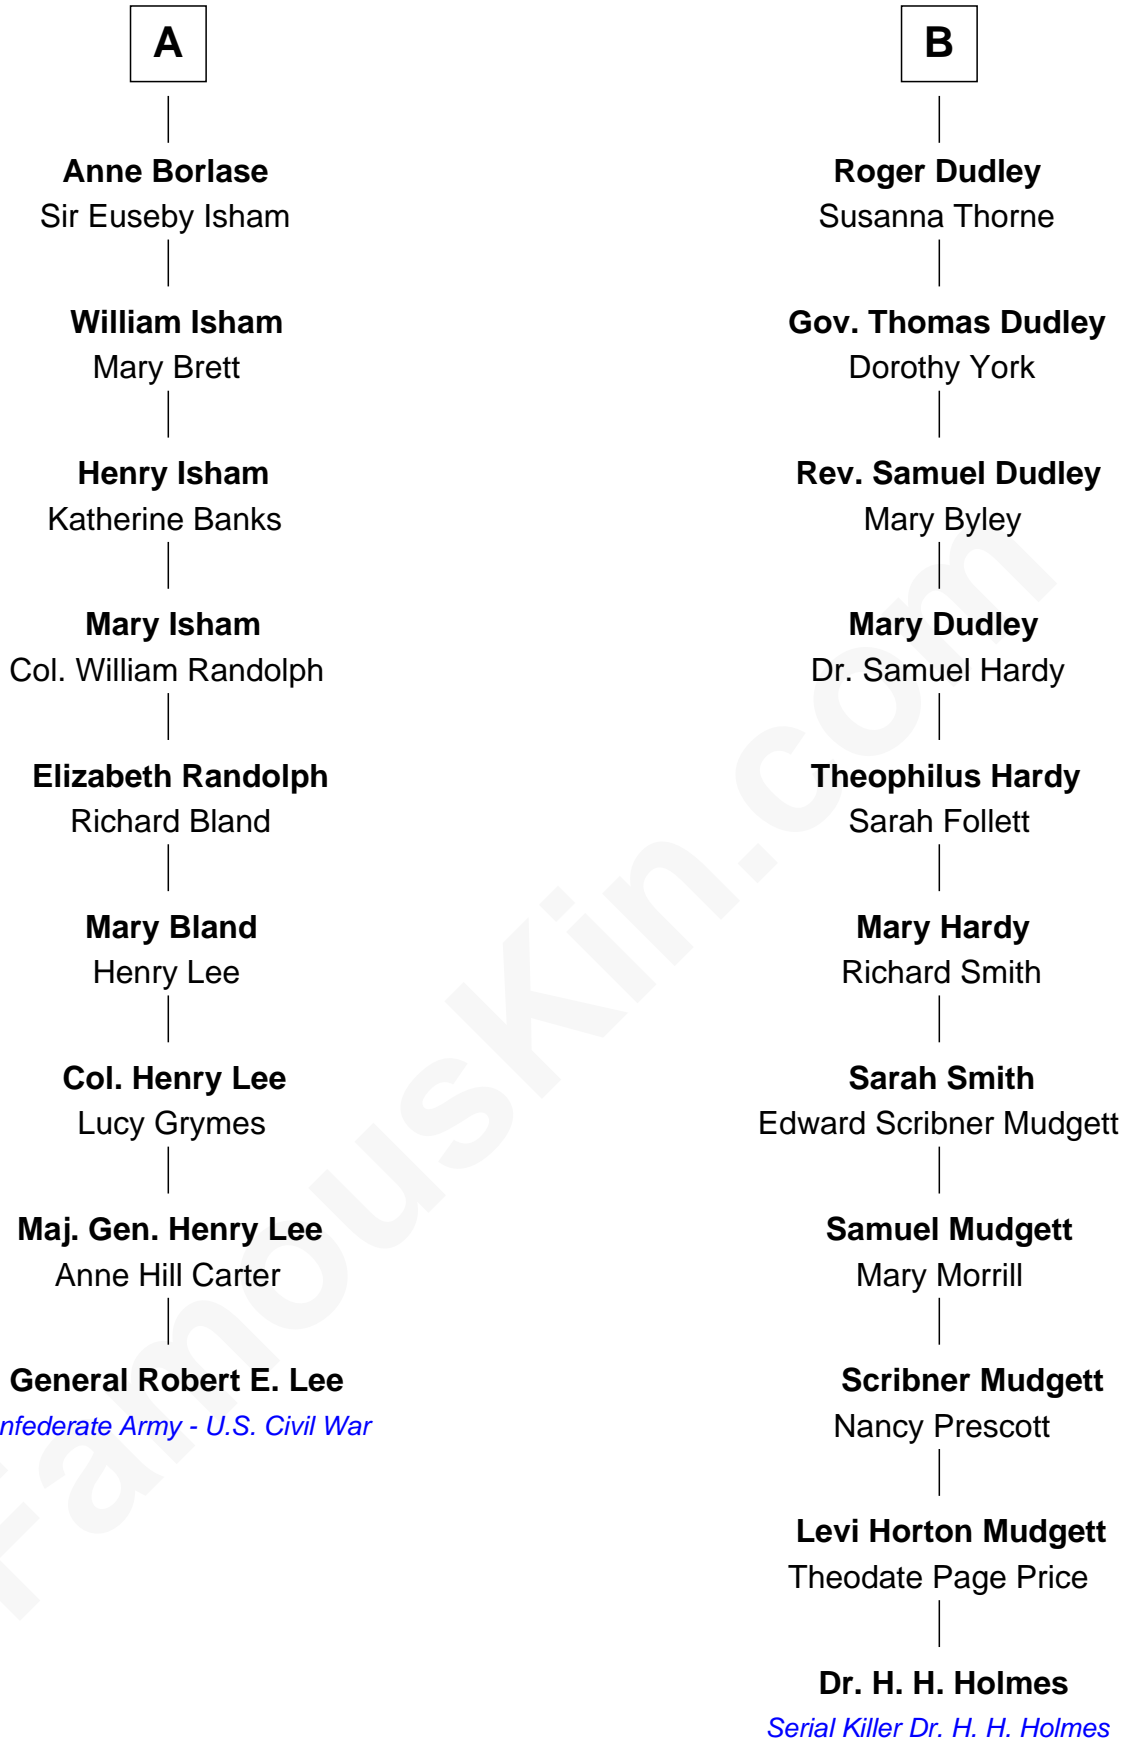 A
Anne Borlase
Sir Euseby Isham
William Isham
Mary Brett
Henry Isham
Katherine Banks
Mary Isham
Col. William Randolph
Elizabeth Randolph
Richard Bland
Mary Bland
Henry Lee
Col. Henry Lee
Lucy Grymes
Maj. Gen. Henry Lee
Anne Hill Carter
General Robert E. Lee
nfederate Army - U.S. Civil War
B
Roger Dudley
Susanna Thorne
Gov. Thomas Dudley
Dorothy York
Rev. Samuel Dudley
Mary Byley
Mary Dudley
Dr. Samuel Hardy
Theophilus Hardy
Sarah Follett
Mary Hardy
Richard Smith
Sarah Smith
Edward Scribner Mudgett
Samuel Mudgett
Mary Morrill
Scribner Mudgett
Nancy Prescott
Levi Horton Mudgett
Theodate Page Price
Dr. H. H. Holmes
Serial Killer Dr. H. H. Holmes
FamousKin.com